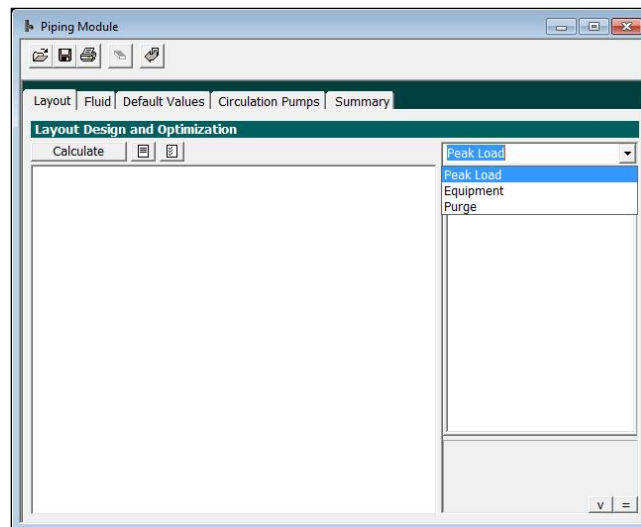 Piping Module
Layout Fluid Default Values Circulation Pumps Summary
Layout Design and Optimization
Calculate
Peak Load
Peak Load
Equipment
Purge
v =